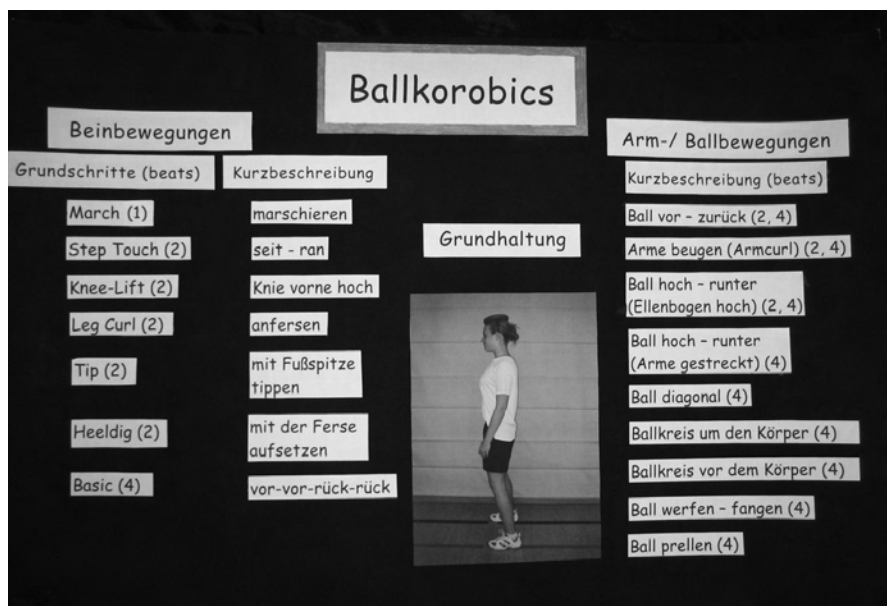 Ballkorobics
Beinbewegungen
Grundschritte (beats)
Kurzbeschreibung
March (1)
marschieren
Step Touch (2)
seit - ran
Knee-Lift (2)
Knie vorne hoch
Leg Curl (2)
anfersen
Tip (2)
mit Fußspitze
tippen
Heeldig (2)
mit der Ferse
aufsetzen
Basic (4)
vor-vor-rück-rück
Grundhaltung
Arm-/ Ballbewegungen
Kurzbeschreibung (beats)
Ball vor - zurück (2, 4)
Arme beugen (Armcurl) (2, 4)
Ball hoch - runter
(Ellenbogen hoch) (2, 4)
Ball hoch - runter
(Arme gestreckt) (4)
Ball diagonal (4)
Ballkreis um den Körper (4)
Ballkreis vor dem Körper (4)
Ball werfen - fangen (4)
Ball prellen (4)